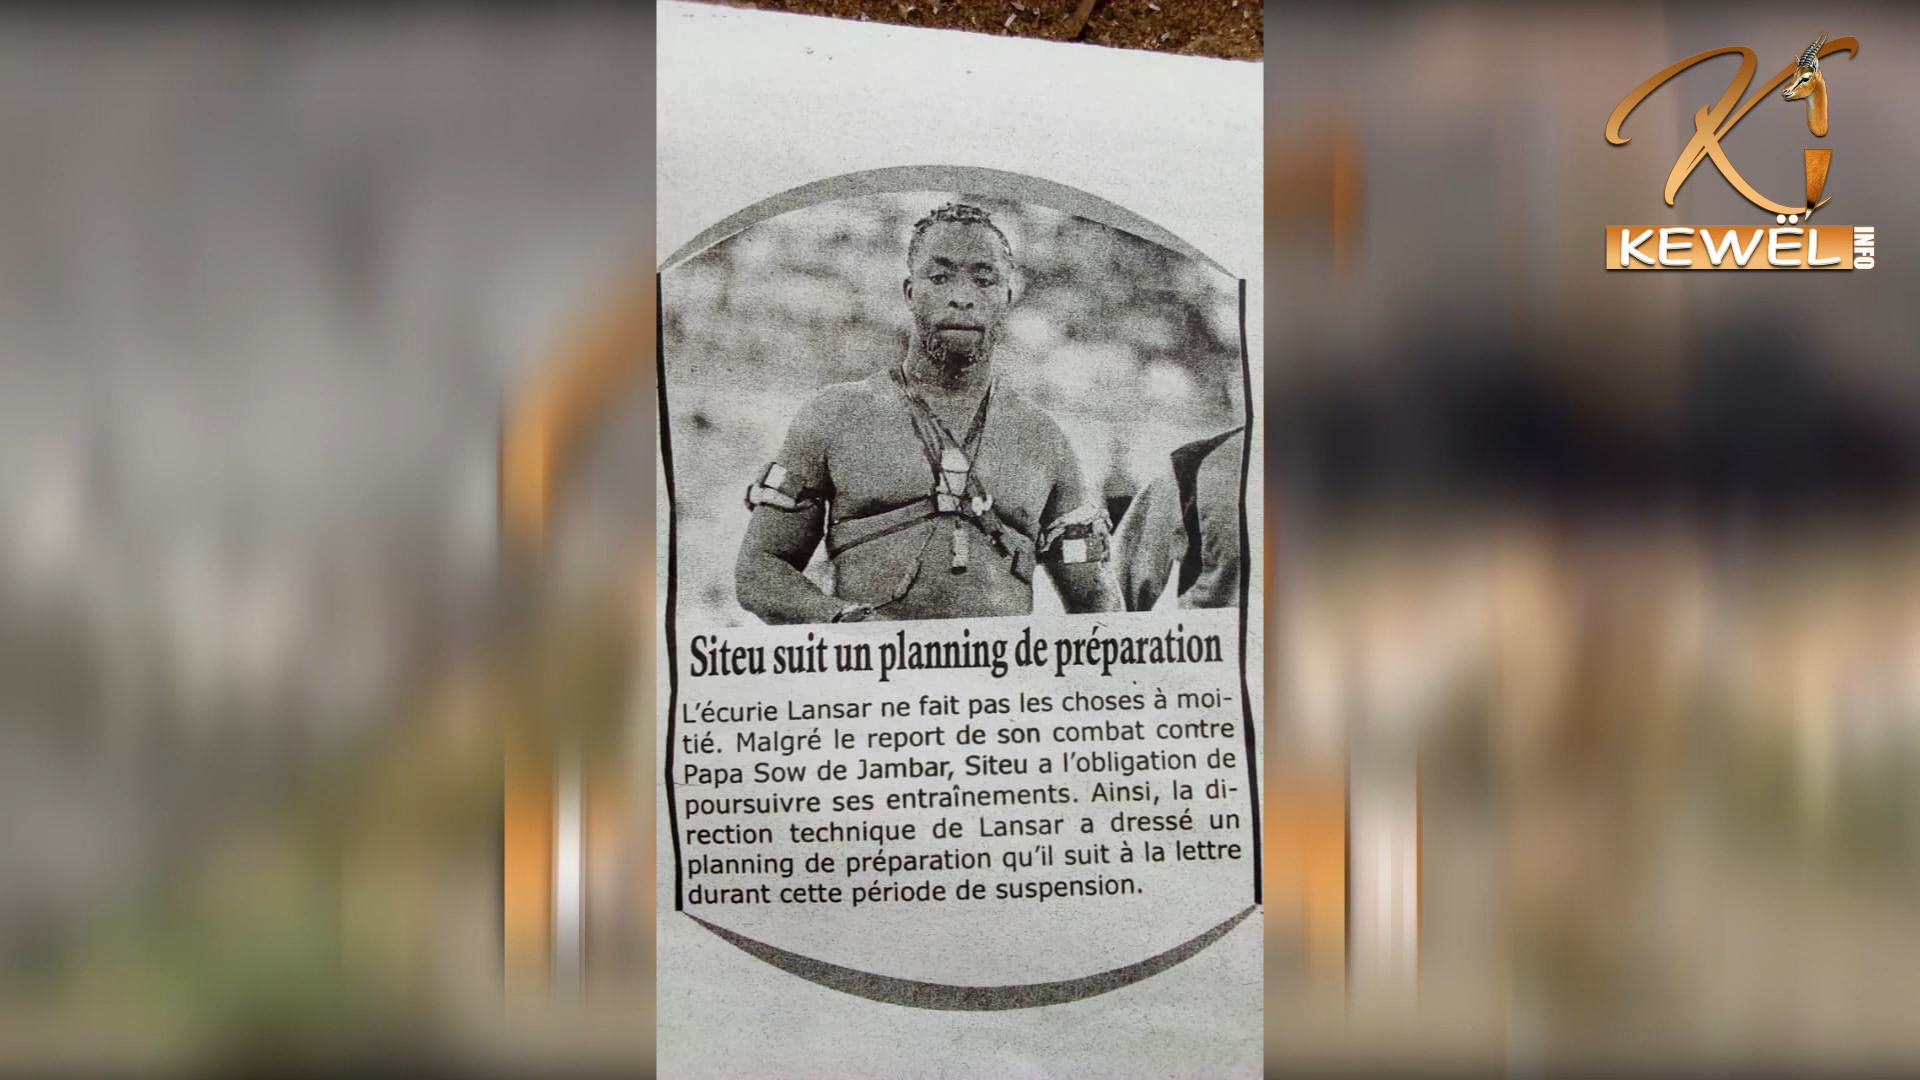 Ki
KEWËL
INFO
Siteu suit un planning de préparation
L'écurie Lansar ne fait pas les choses à moi-
tié. Malgré le report de son combat contre
Papa Sow de Jambar, Siteu a l'obligation de
poursuivre ses entraînements. Ainsi, la di-
rection technique de Lansar a dressé un
planning de préparation qu'il suit à la lettre
durant cette période de suspension.